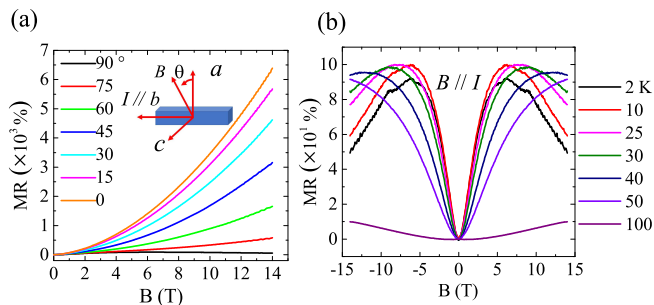 (a)
MR (×10³ %)
7
6
5
4
3
2
1
0
90 °
75
60
45
30
15
0
B θ a
I // b
c
0 2 4 6 8 10 12 14
B (T)
(b)
MR (×10¹ %)
10
8
6
4
2
0
B // I
-15 -10 -5 0 5 10 15
B (T)
2 K
10
25
30
40
50
100